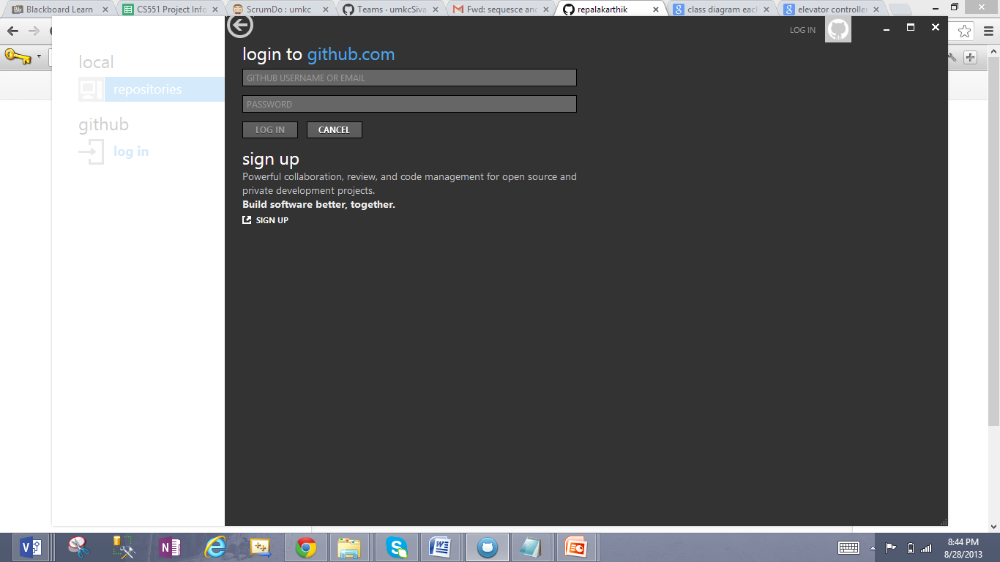 Blackboard Learn
CS551 Project Info
ScrumDo : umkc
Teams · umkcSiva
Fwd: sequesce and
repalakarthik
class diagram each
elevator controller
LOG IN
local
repositories
github
log in
login to github.com
GITHUB USERNAME OR EMAIL
PASSWORD
LOG IN
CANCEL
sign up
Powerful collaboration, review, and code management for open source and
private development projects.
Build software better, together.
SIGN UP
8:44 PM
8/28/2013